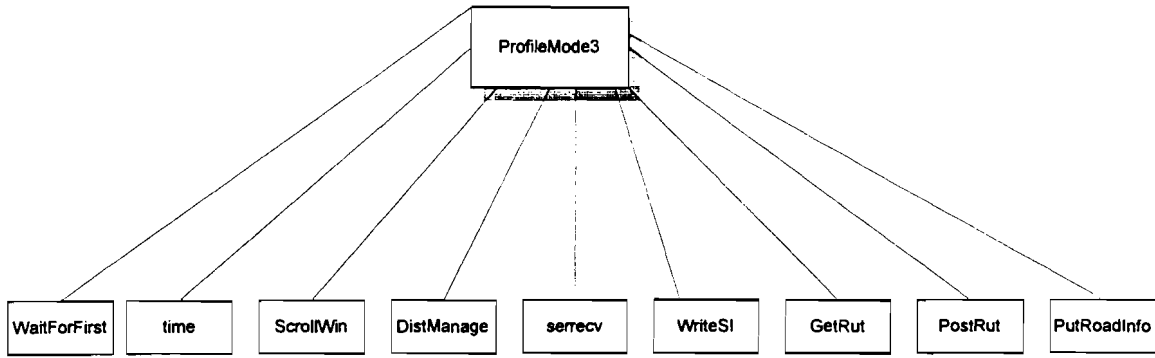 ProfileMode3
WaitForFirst
time
ScrollWin
DistManage
serrecv
WriteSI
GetRut
PostRut
PutRoadInfo